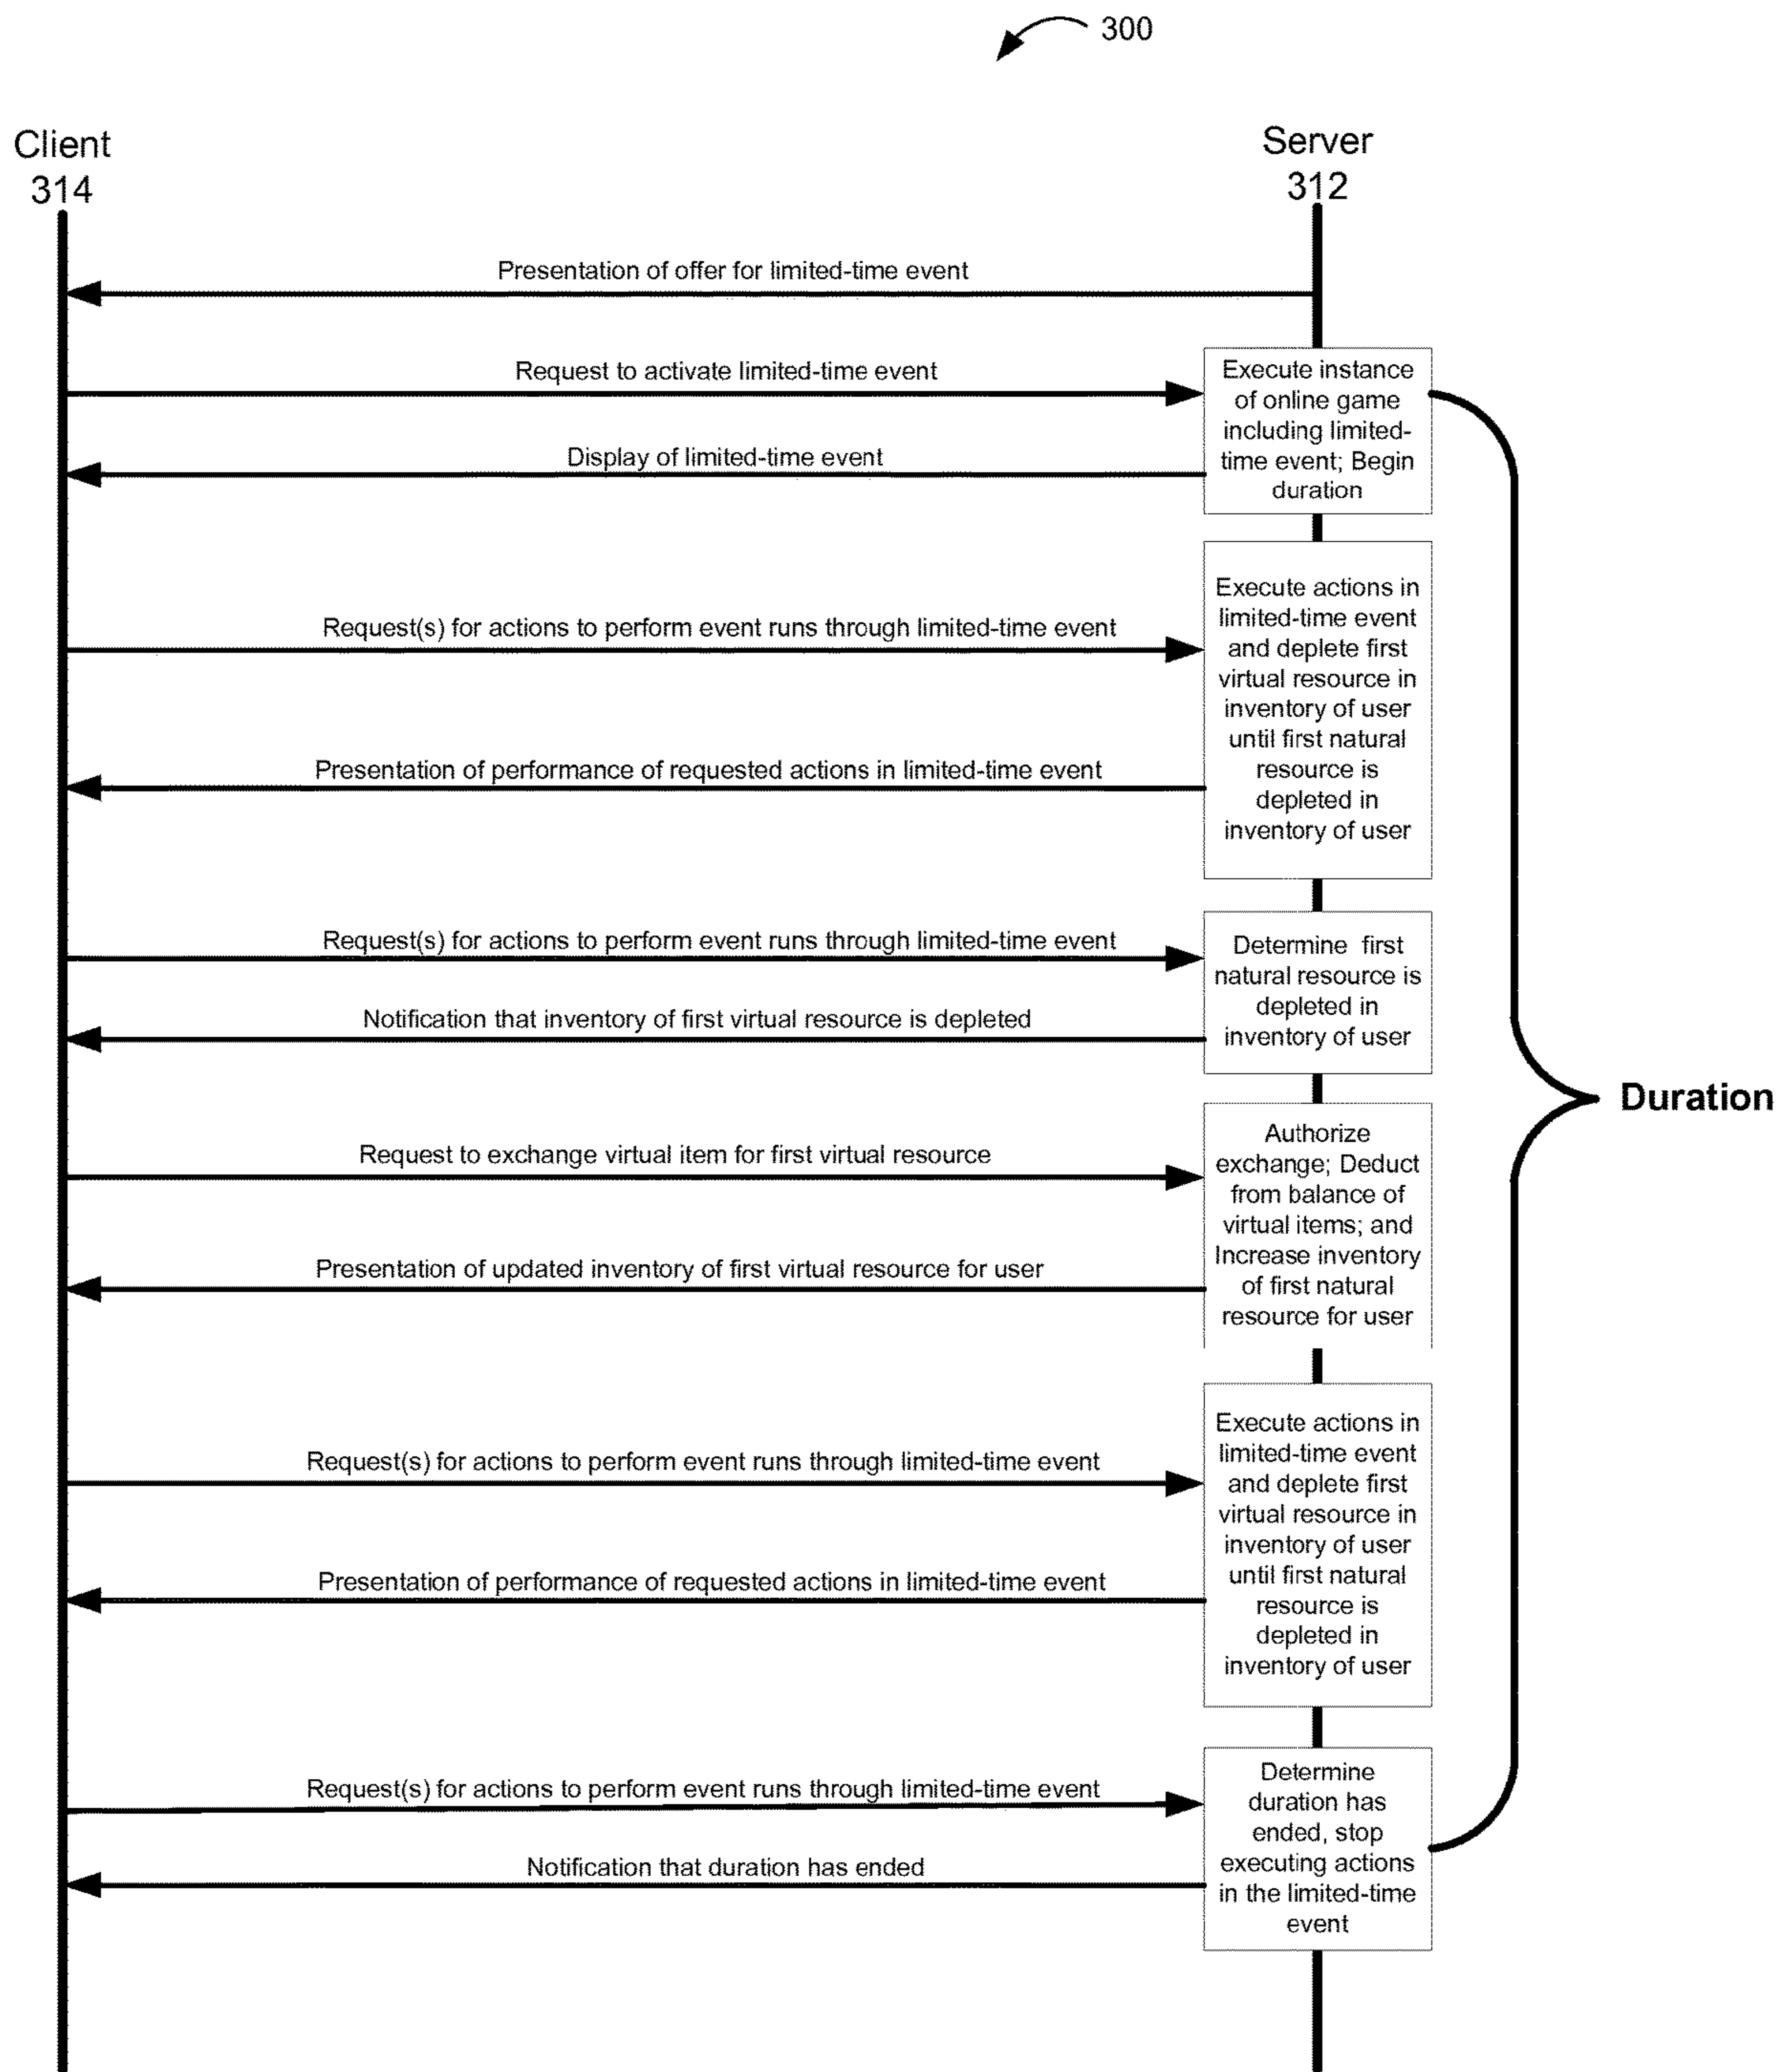 300
Client
314
Server
312
Presentation of offer for limited-time event
Request to activate limited-time event
Display of limited-time event
Execute instance
of online game
including limited-
time event; Begin
duration
Request(s) for actions to perform event runs through limited-time event
Presentation of performance of requested actions in limited-time event
Execute actions in
limited-time event
and deplete first
virtual resource in
inventory of user
until first natural
resource is
depleted in
inventory of user
Request(s) for actions to perform event runs through limited-time event
Notification that inventory of first virtual resource is depleted
Determine first
natural resource is
depleted in
inventory of user
Duration
Request to exchange virtual item for first virtual resource
Presentation of updated inventory of first virtual resource for user
Authorize
exchange; Deduct
from balance of
virtual items; and
Increase inventory
of first natural
resource for user
Request(s) for actions to perform event runs through limited-time event
Presentation of performance of requested actions in limited-time event
Execute actions in
limited-time event
and deplete first
virtual resource in
inventory of user
until first natural
resource is
depleted in
inventory of user
Request(s) for actions to perform event runs through limited-time event
Notification that duration has ended
Determine
duration has
ended, stop
executing actions
in the limited-time
event